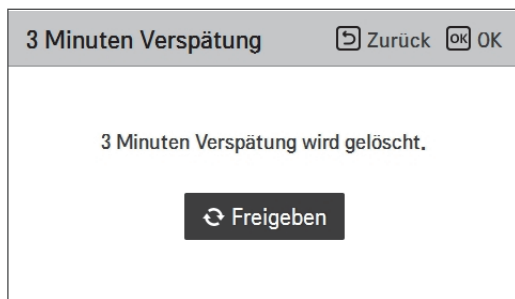 3 Minuten Verspätung Zurück OK OK
3 Minuten Verspätung wird gelöscht.
Freigeben